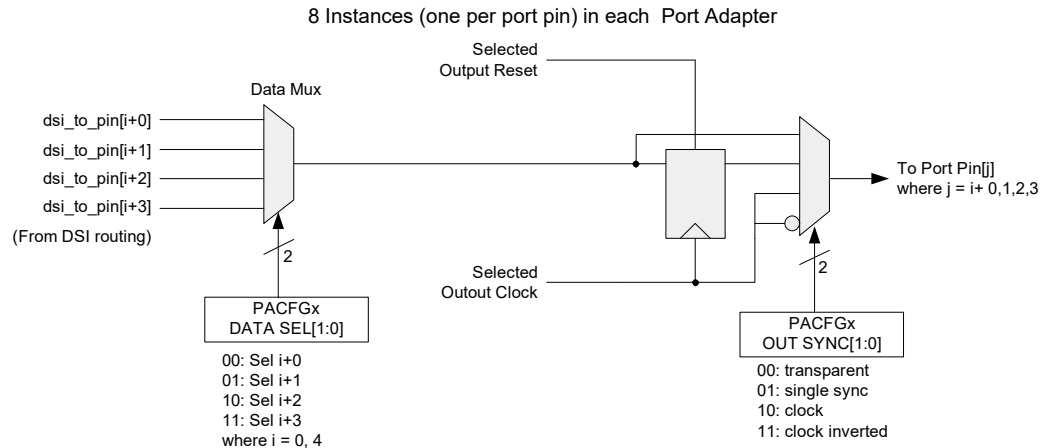 8 Instances (one per port pin) in each Port Adapter
Selected
Output Reset
Data Mux
dsi_to_pin[i+0]
dsi_to_pin[i+1]
dsi_to_pin[i+2]
dsi_to_pin[i+3]
(From DSI routing)
To Port Pin[j]
where j = i+ 0,1,2,3
2
2
Selected
Outout Clock
PACFGx
DATA SEL[1:0]
00: Sel i+0
01: Sel i+1
10: Sel i+2
11: Sel i+3
where i = 0, 4
PACFGx
OUT SYNC[1:0]
00: transparent
01: single sync
10: clock
11: clock inverted